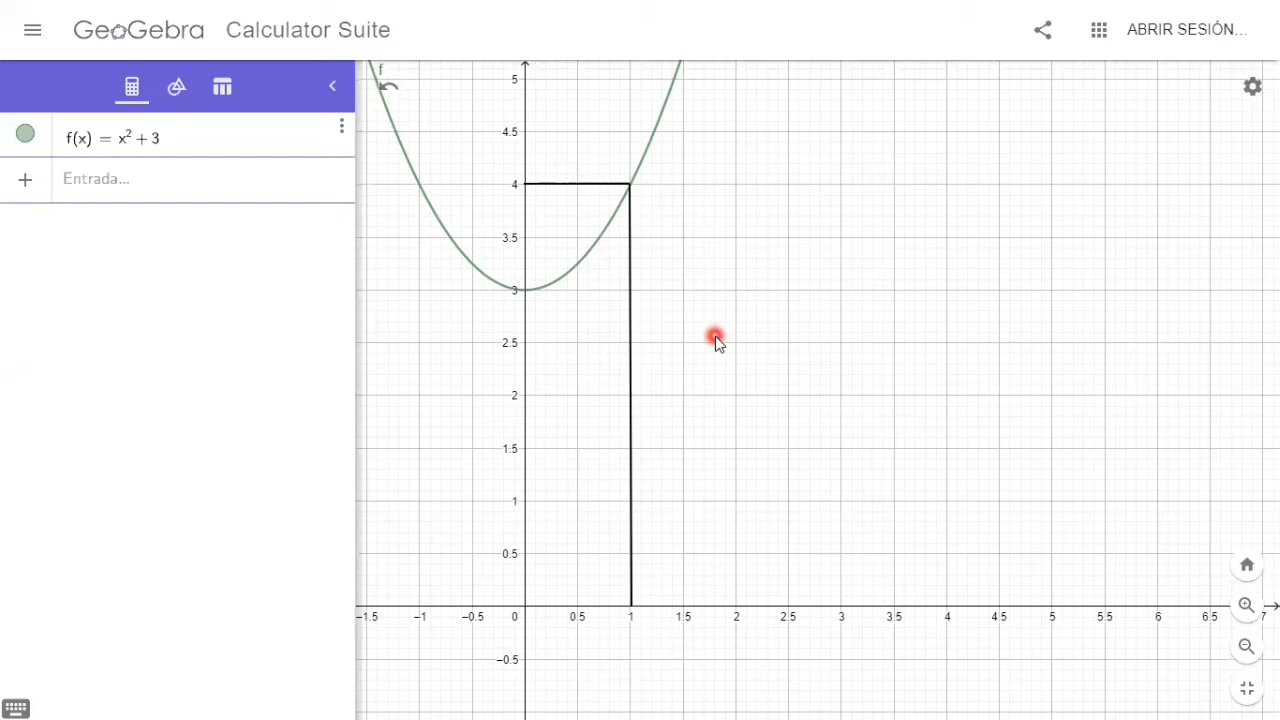 GeoGebra Calculator Suite ABRIR SESIÓN...
f(x) = x² + 3
Entrada...
f
5
4.5
4
3.5
3
2.5
2
1.5
1
0.5
−1.5 −1 −0.5 0 0.5 1 1.5 2 2.5 3 3.5 4 4.5 5 5.5 6 6.5 7
−0.5